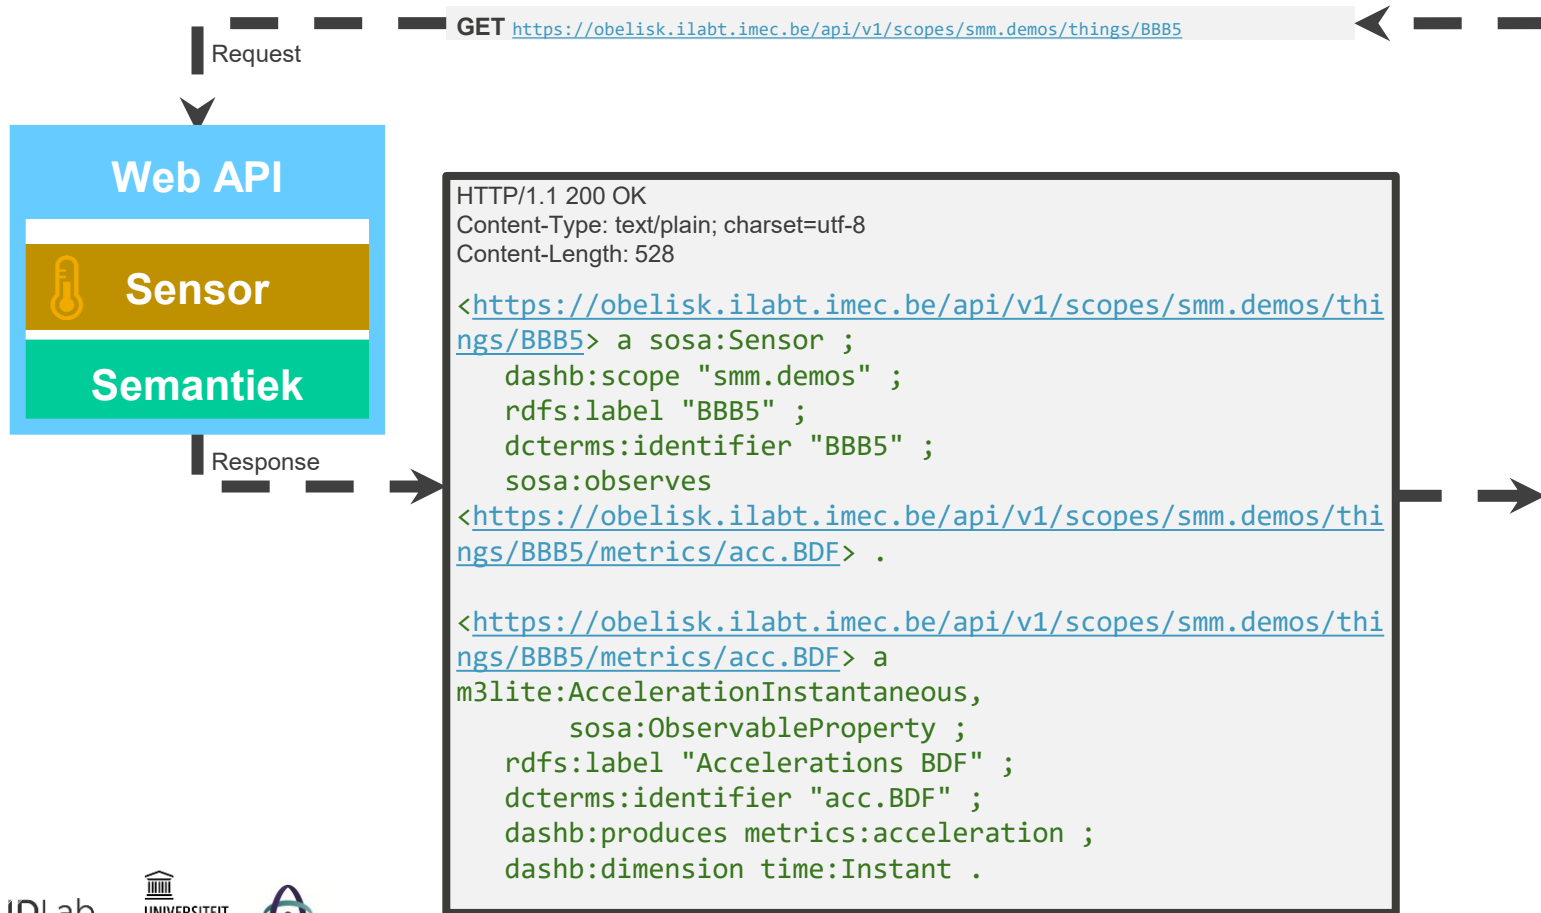 GET https://obelisk.ilabt.imec.be/api/v1/scopes/smm.demos/things/BBB5
Request
Web API
Sensor
Semantiek
Response
HTTP/1.1 200 OK
Content-Type: text/plain; charset=utf-8
Content-Length: 528
<https://obelisk.ilabt.imec.be/api/v1/scopes/smm.demos/thi
ngs/BBB5> a sosa:Sensor ;
dashb:scope "smm.demos" ;
rdfs:label "BBB5" ;
dcterms:identifier "BBB5" ;
sosa:observes
<https://obelisk.ilabt.imec.be/api/v1/scopes/smm.demos/thi
ngs/BBB5/metrics/acc.BDF> .
<https://obelisk.ilabt.imec.be/api/v1/scopes/smm.demos/thi
ngs/BBB5/metrics/acc.BDF> a
m3lite:AccelerationInstantaneous,
sosa:ObservableProperty ;
rdfs:label "Accelerations BDF" ;
dcterms:identifier "acc.BDF" ;
dashb:produces metrics:acceleration ;
dashb:dimension time:Instant .
IDLab
UNIVERSITEIT